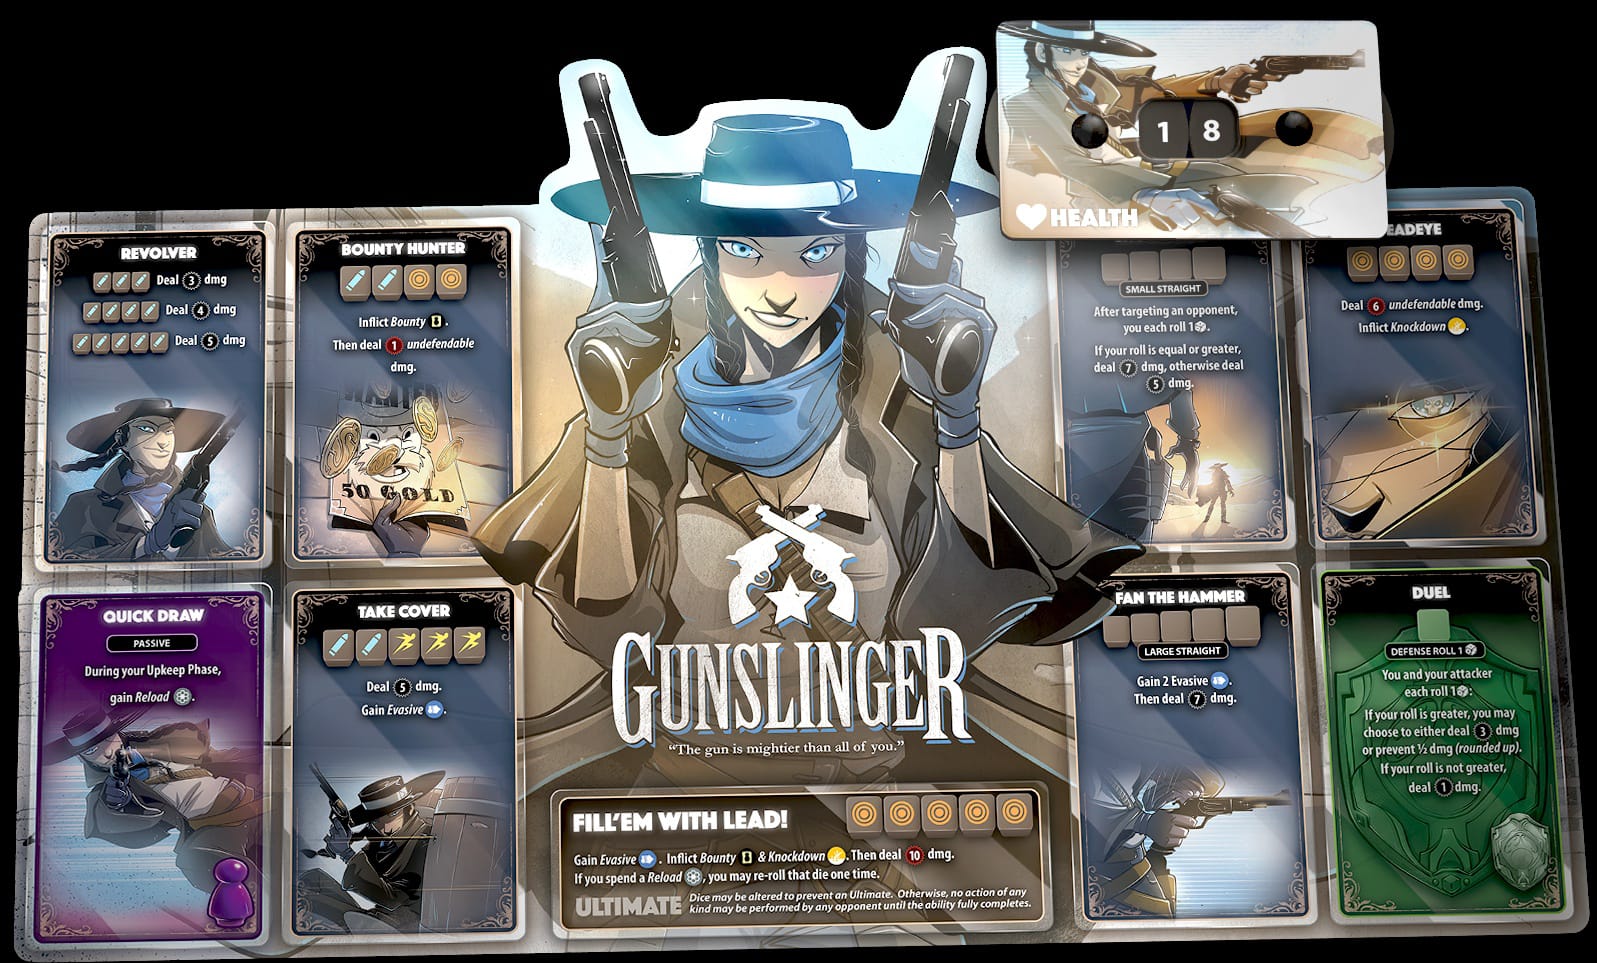 REVOLVER
Deal 3 dmg
Deal 4 dmg
Deal 5 dmg
BOUNTY HUNTER
Inflict Bounty .
Then deal 1 undefendable
dmg.
WANTED
50 GOLD
1 8
HEALTH
SMALL STRAIGHT
After targeting an opponent,
you each roll 1.
If your roll is equal or greater,
deal 7 dmg, otherwise deal
5 dmg.
EADEYE
Deal 6 undefendable dmg.
Inflict Knockdown .
QUICK DRAW
PASSIVE
During your Upkeep Phase,
gain Reload .
TAKE COVER
Deal 5 dmg.
Gain Evasive .
GUNSLINGER
“The gun is mightier than all of you.”
FILL'EM WITH LEAD!
Gain Evasive . Inflict Bounty & Knockdown . Then deal 10 dmg.
If you spend a Reload , you may re-roll that die one time.
ULTIMATE
Dice may be altered to prevent an Ultimate. Otherwise, no action of any
kind may be performed by any opponent until the ability fully completes.
FAN THE HAMMER
LARGE STRAIGHT
Gain 2 Evasive .
Then deal 7 dmg.
DUEL
DEFENSE ROLL 1
You and your attacker
each roll 1:
If your roll is greater, you may
choose to either deal 3 dmg
or prevent ½ dmg (rounded up).
If your roll is not greater,
deal 1 dmg.